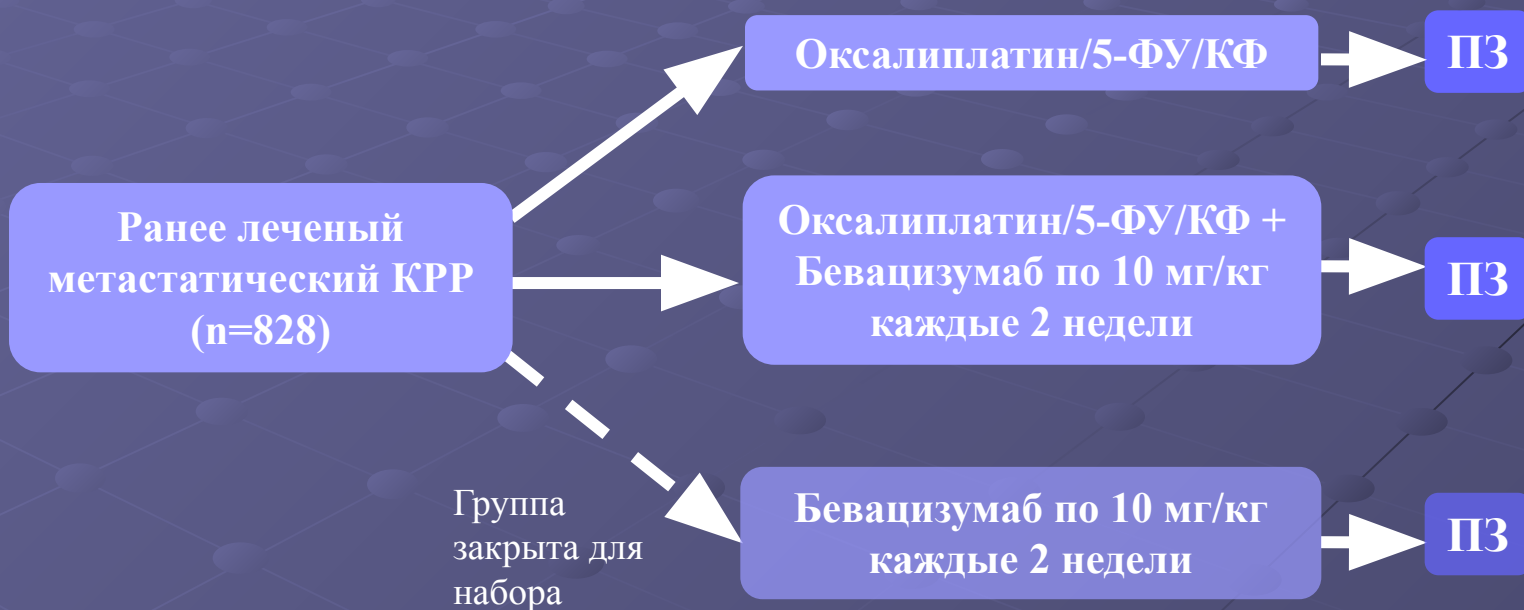 Оксалиплатин/5-ФУ/КФ
ПЗ
Ранее леченый
метастатический КРР
(n=828)
Оксалиплатин/5-ФУ/КФ +
Бевацизумаб по 10 мг/кг
каждые 2 недели
ПЗ
Группа
закрыта для
набора
Бевацизумаб по 10 мг/кг
каждые 2 недели
ПЗ